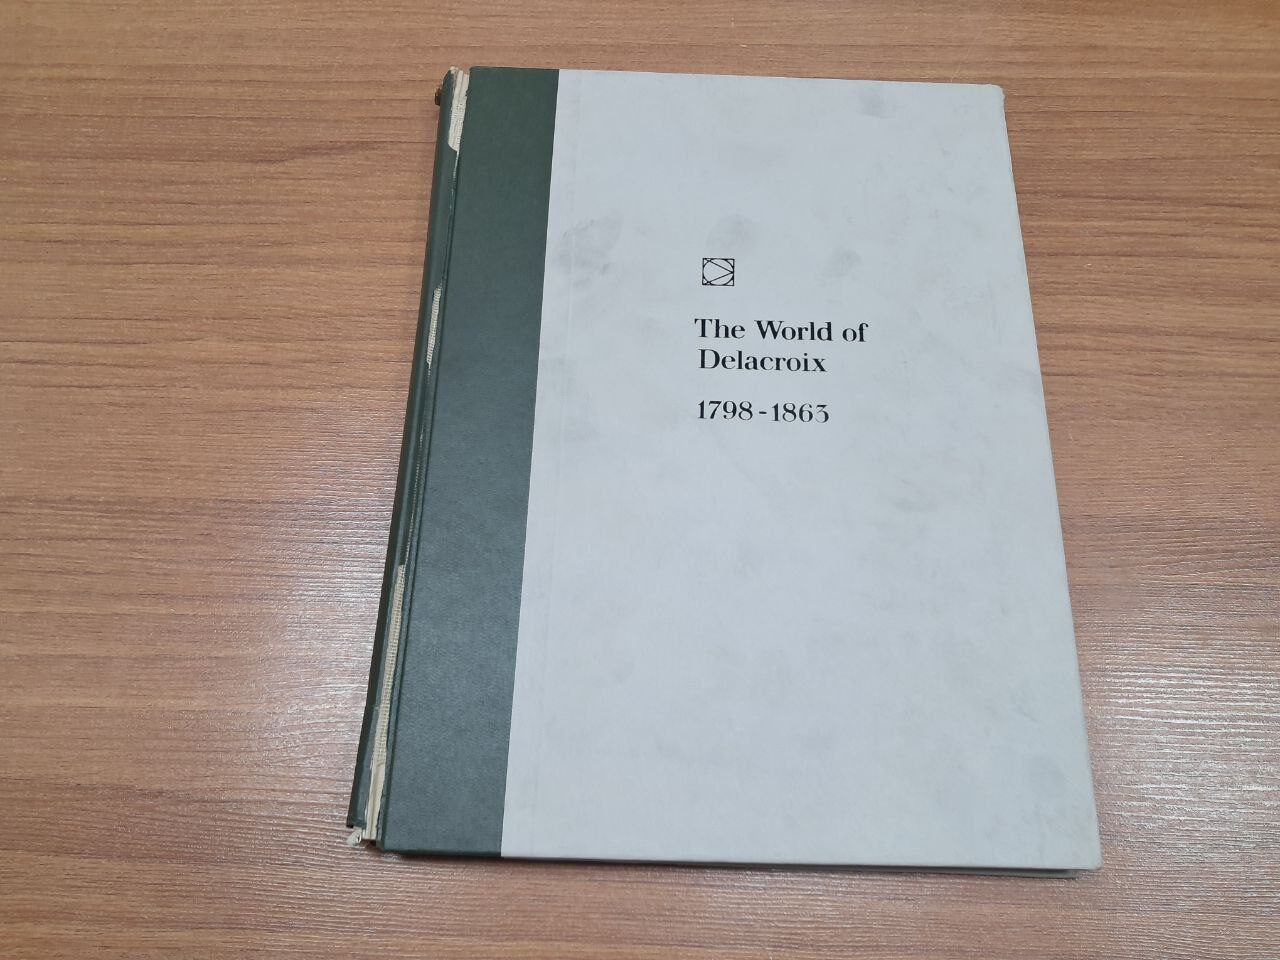 The World of
Delacroix
1798-1863